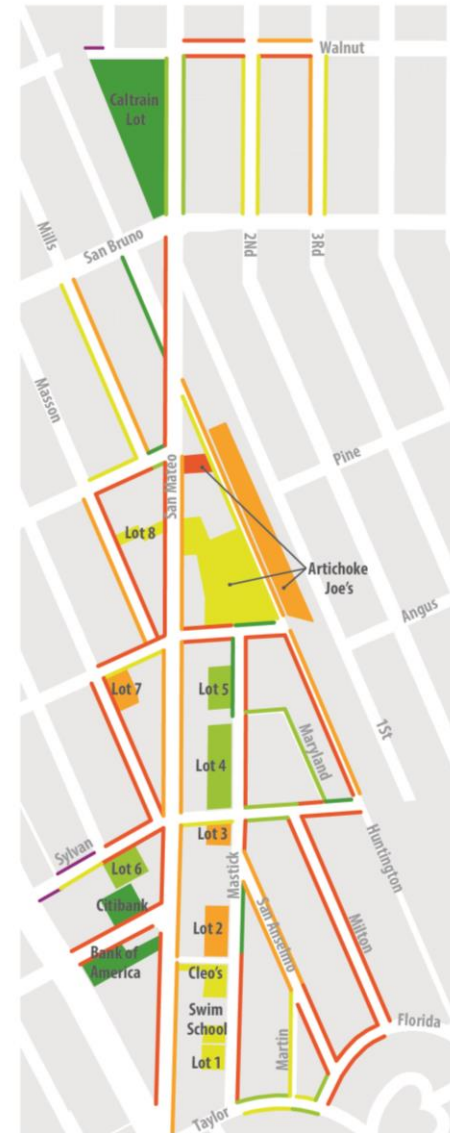 Walnut
Caltrain
Lot
Mills
San Bruno
2Nd
3Rd
Masson
San Mateo
Pine
Lot 8
Artichoke
Joe's
Angus
Lot 7
Lot 5
1St
Maryland
Lot 4
Lot 3
Huntington
Sylvan
Lot 6
Mastick
Citibank
San Anselmo
Milton
Lot 2
Bank of
America
Cleo's
Swim
School
Florida
Martin
Lot 1
Taylor